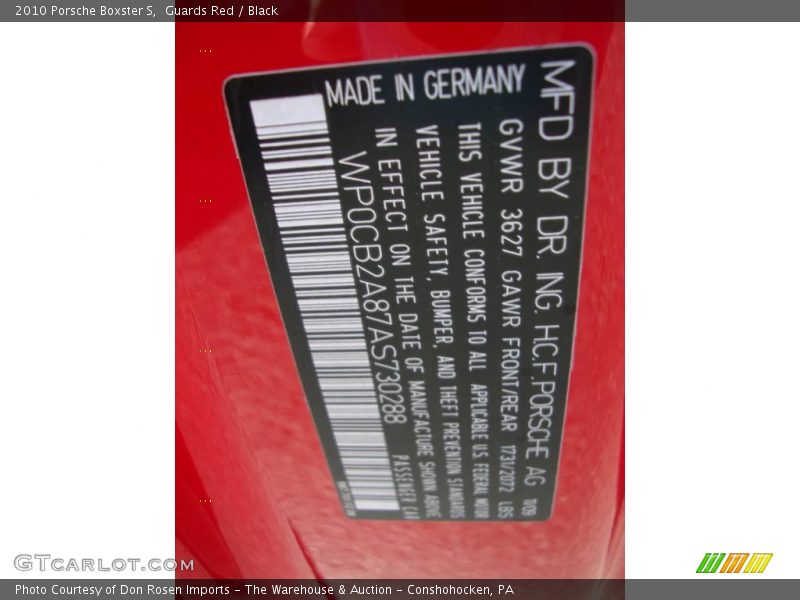 2010 Porsche Boxster S,  Guards Red / Black
MFD BY DR. ING. H.C.F. PORSCHE AG
GVWR 3627 GAWR FRONT/REAR 1731/2072 LBS
THIS VEHICLE CONFORMS TO ALL APPLICABLE U.S. FEDERAL MOTOR
VEHICLE SAFETY, BUMPER, AND THEFT PREVENTION STANDARDS
IN EFFECT ON THE DATE OF MANUFACTURE SHOWN ABOVE
WP0CB2A87AS730288 PASSENGER CAR
MADE IN GERMANY
GTcarlot.com
Photo Courtesy of Don Rosen Imports - The Warehouse & Auction - Conshohocken, PA